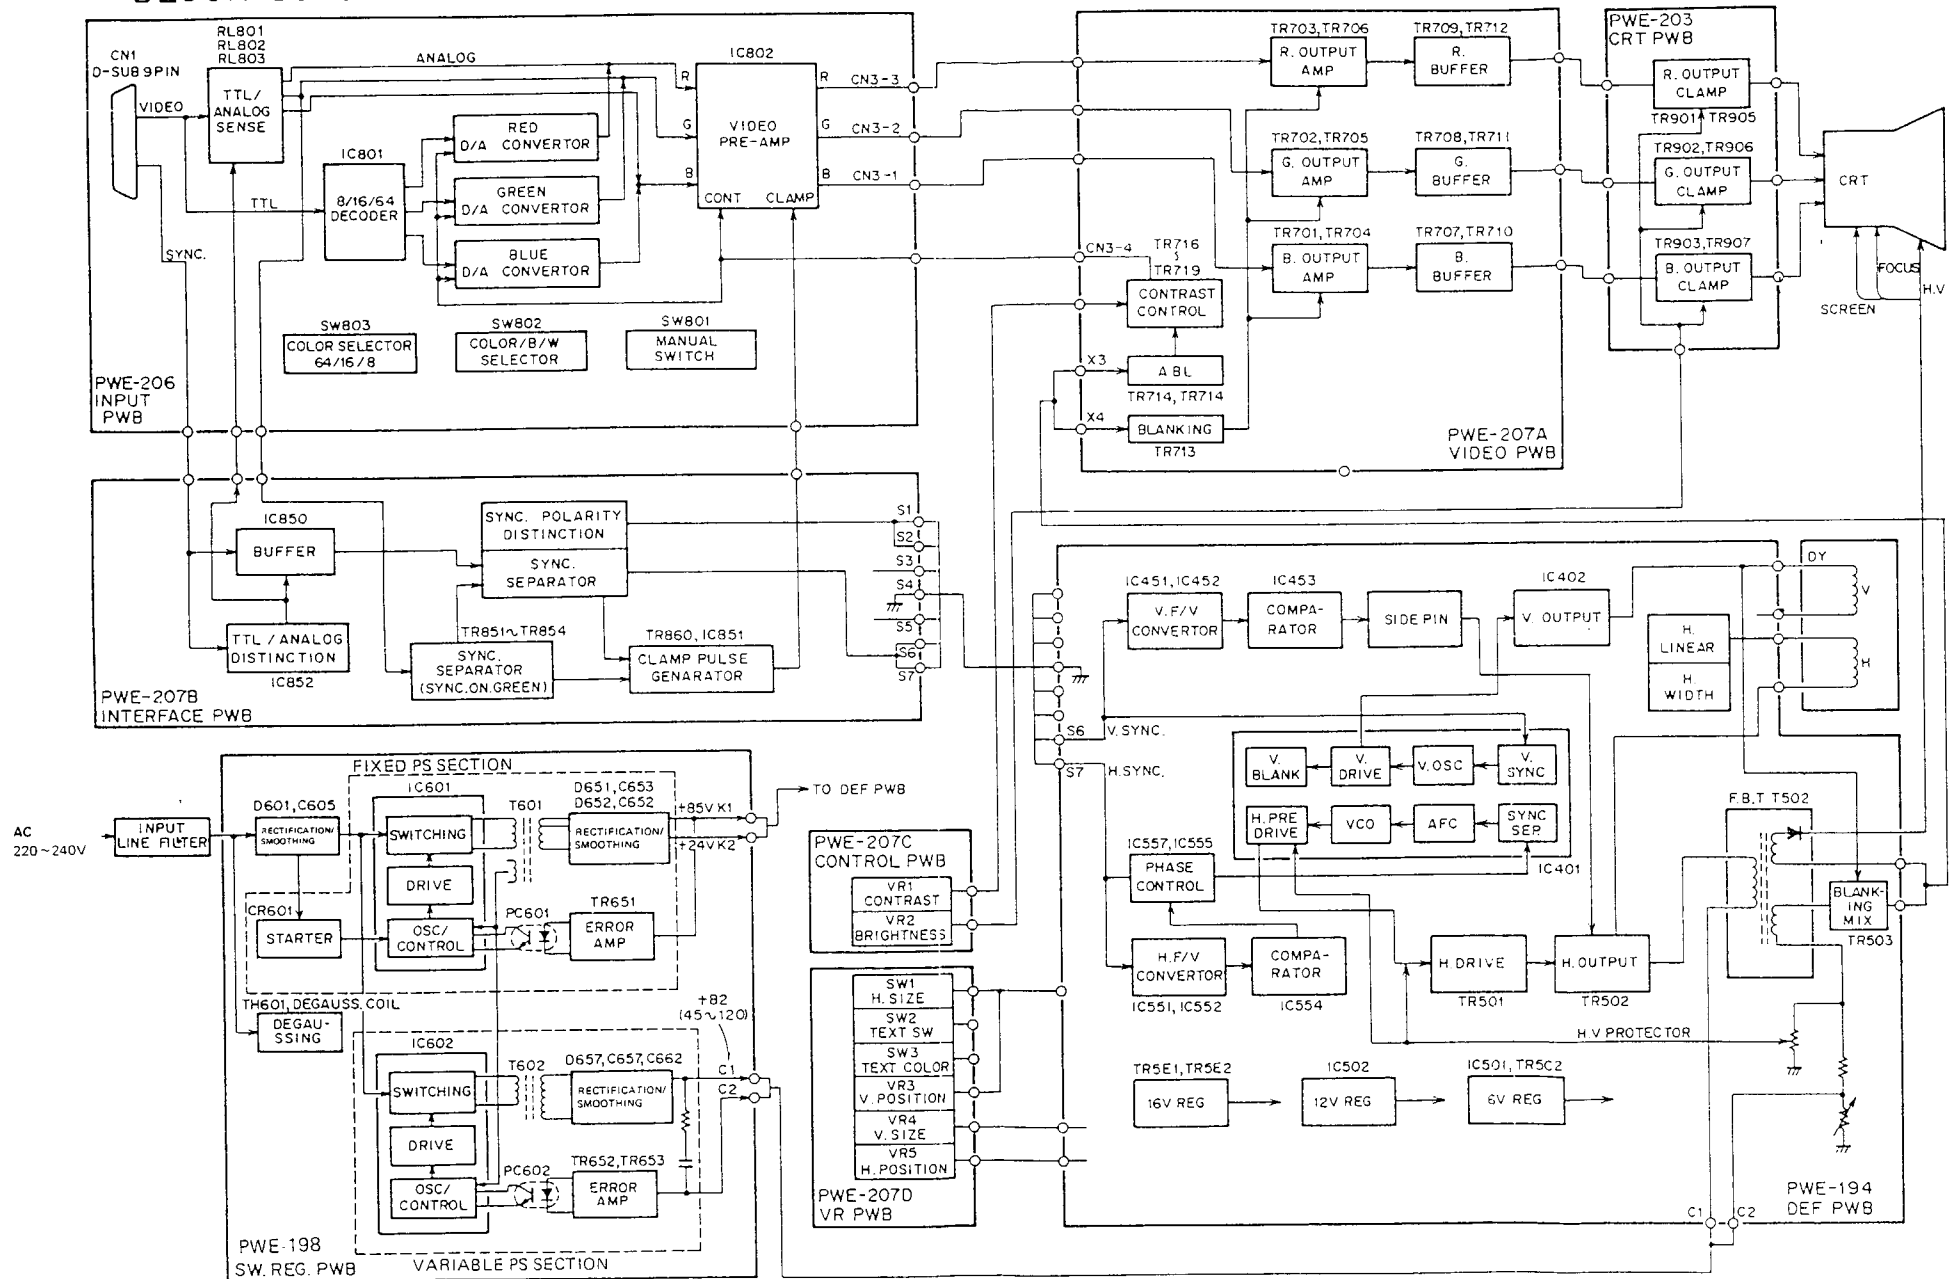 CN1
D-SUB 9PIN
VIDEO
SYNC.
RL801
RL802
RL803
TTL/
ANALOG
SENSE
ANALOG
TTL
IC801
8/16/64
DECODER
RED
D/A CONVERTOR
GREEN
D/A CONVERTOR
BLUE
D/A CONVERTOR
IC802
R
G
B
VIDEO
PRE-AMP
CONT
CLAMP
R
G
B
CN3-3
CN3-2
CN3-1
SW803
COLOR SELECTOR
64/16/8
SW802
COLOR/B/W
SELECTOR
SW801
MANUAL
SWITCH
PWE-206
INPUT
PWB
TR703,TR706
R. OUTPUT
AMP
TR709,TR712
R.
BUFFER
TR702,TR705
G. OUTPUT
AMP
TR708,TR711
G.
BUFFER
TR701,TR704
B. OUTPUT
AMP
TR707,TR710
B.
BUFFER
CN3-4
TR716
TR719
CONTRAST
CONTROL
X3
ABL
TR714,TR714
X4
BLANKING
TR713
PWE-207A
VIDEO PWB
PWE-203
CRT PWB
R. OUTPUT
CLAMP
TR901
TR905
TR902,TR906
G. OUTPUT
CLAMP
TR903,TR907
B. OUTPUT
CLAMP
CRT
FOCUS
H.V
SCREEN
IC850
BUFFER
TTL/ANALOG
DISTINCTION
IC852
SYNC. POLARITY
DISTINCTION
SYNC.
SEPARATOR
TR851~TR854
SYNC.
SEPARATOR
(SYNC.ON.GREEN)
TR860, IC851
CLAMP PULSE
GENARATOR
S1
S2
S3
S4
S5
S6
S7
PWE-207B
INTERFACE PWB
IC451, IC452
V.F/V
CONVERTOR
IC453
COMPA-
RATOR
SIDE PIN
IC402
V. OUTPUT
H.
LINEAR
H.
WIDTH
DY
V
H
S6
V.SYNC.
S7
H.SYNC.
V.
BLANK
V.
DRIVE
V.OSC
V.
SYNC
H.PRE
DRIVE
VCO
AFC
SYNC
SEP.
IC401
IC557, IC555
PHASE
CONTROL
H.F/V
CONVERTOR
IC551, IC552
COMPA-
RATOR
IC554
H.DRIVE
TR501
H.OUTPUT
TR502
F.B.T T502
BLANK-
ING
MIX
TR503
H.V PROTECTOR
TR5E1, TR5E2
16V REG
IC502
12V REG
IC501, TR5C2
6V REG
C1
C2
PWE-194
DEF PWB
FIXED PS SECTION
AC
220~240V
INPUT
LINE FILTER
D601, C605
RECTIFICATION/
SMOOTHING
IC601
SWITCHING
DRIVE
OSC/
CONTROL
T601
D651, C653
D652, C652
RECTIFICATION/
SMOOTHING
+85V K1
+24V K2
TO DEF PWB
CR601
STARTER
PC601
TR651
ERROR
AMP
TH601, DEGAUSS. COIL
DEGAU-
SSING
IC602
SWITCHING
DRIVE
OSC/
CONTROL
T602
D657, C657, C662
RECTIFICATION/
SMOOTHING
+82
(45~120)
C1
C2
PC602
TR652, TR653
ERROR
AMP
PWE-198
SW. REG. PWB
VARIABLE PS SECTION
PWE-207C
CONTROL PWB
VR1
CONTRAST
VR2
BRIGHTNESS
SW1
H. SIZE
SW2
TEXT SW
SW3
TEXT COLOR
VR3
V. POSITION
VR4
V. SIZE
VR5
H. POSITION
PWE-207D
VR PWB